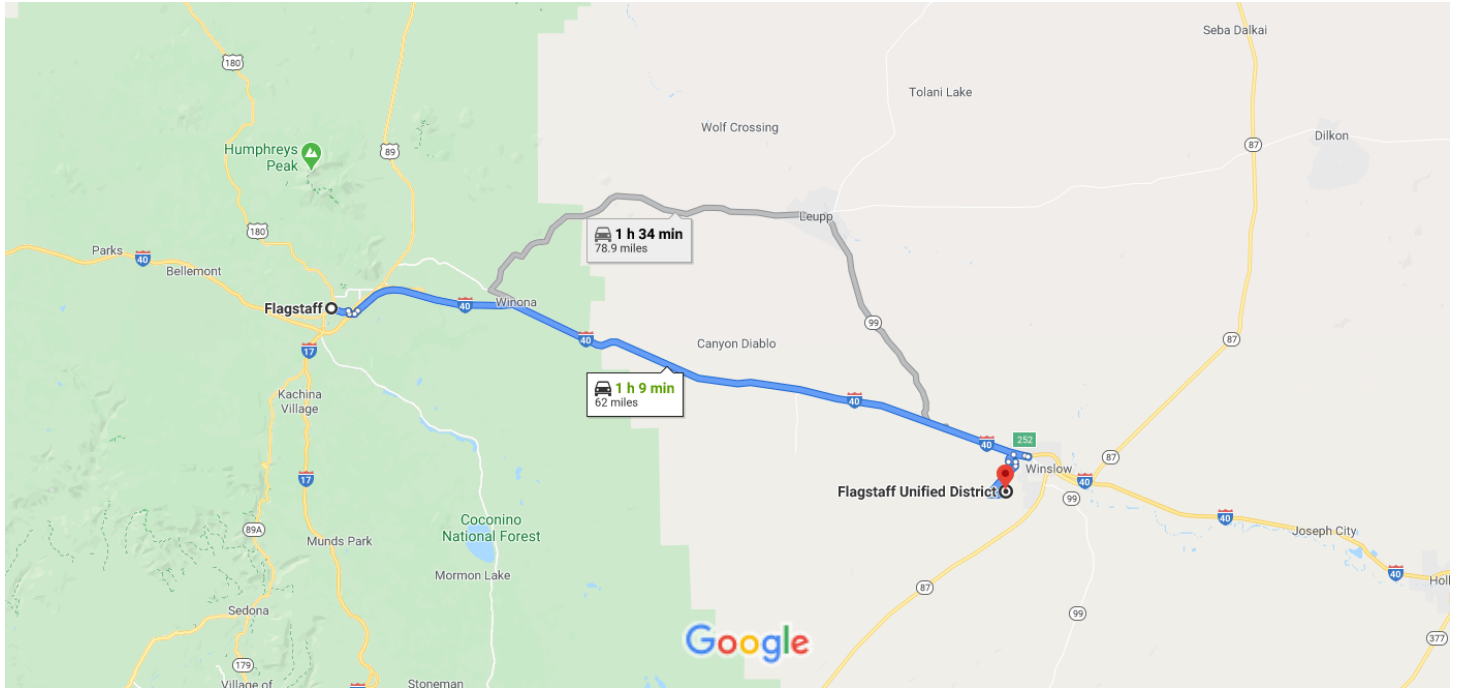 Seba Dalkai
180
180
Tolani Lake
Wolf Crossing
Dilkon
87
Humphreys
Peak
89
Leupp
1 h 34 min
78.9 miles
180
Parks
40
Bellemont
Flagstaff
40
Winona
99
40
Canyon Diablo
87
17
1 h 9 min
62 miles
Kachina
Village
40
252
40
87
Winslow
17
40
Flagstaff Unified District
99
Coconino
National Forest
40
89A
Munds Park
Joseph City
Mormon Lake
40
Holl
87
Sedona
99
Google
377
179
Village of
Stoneman